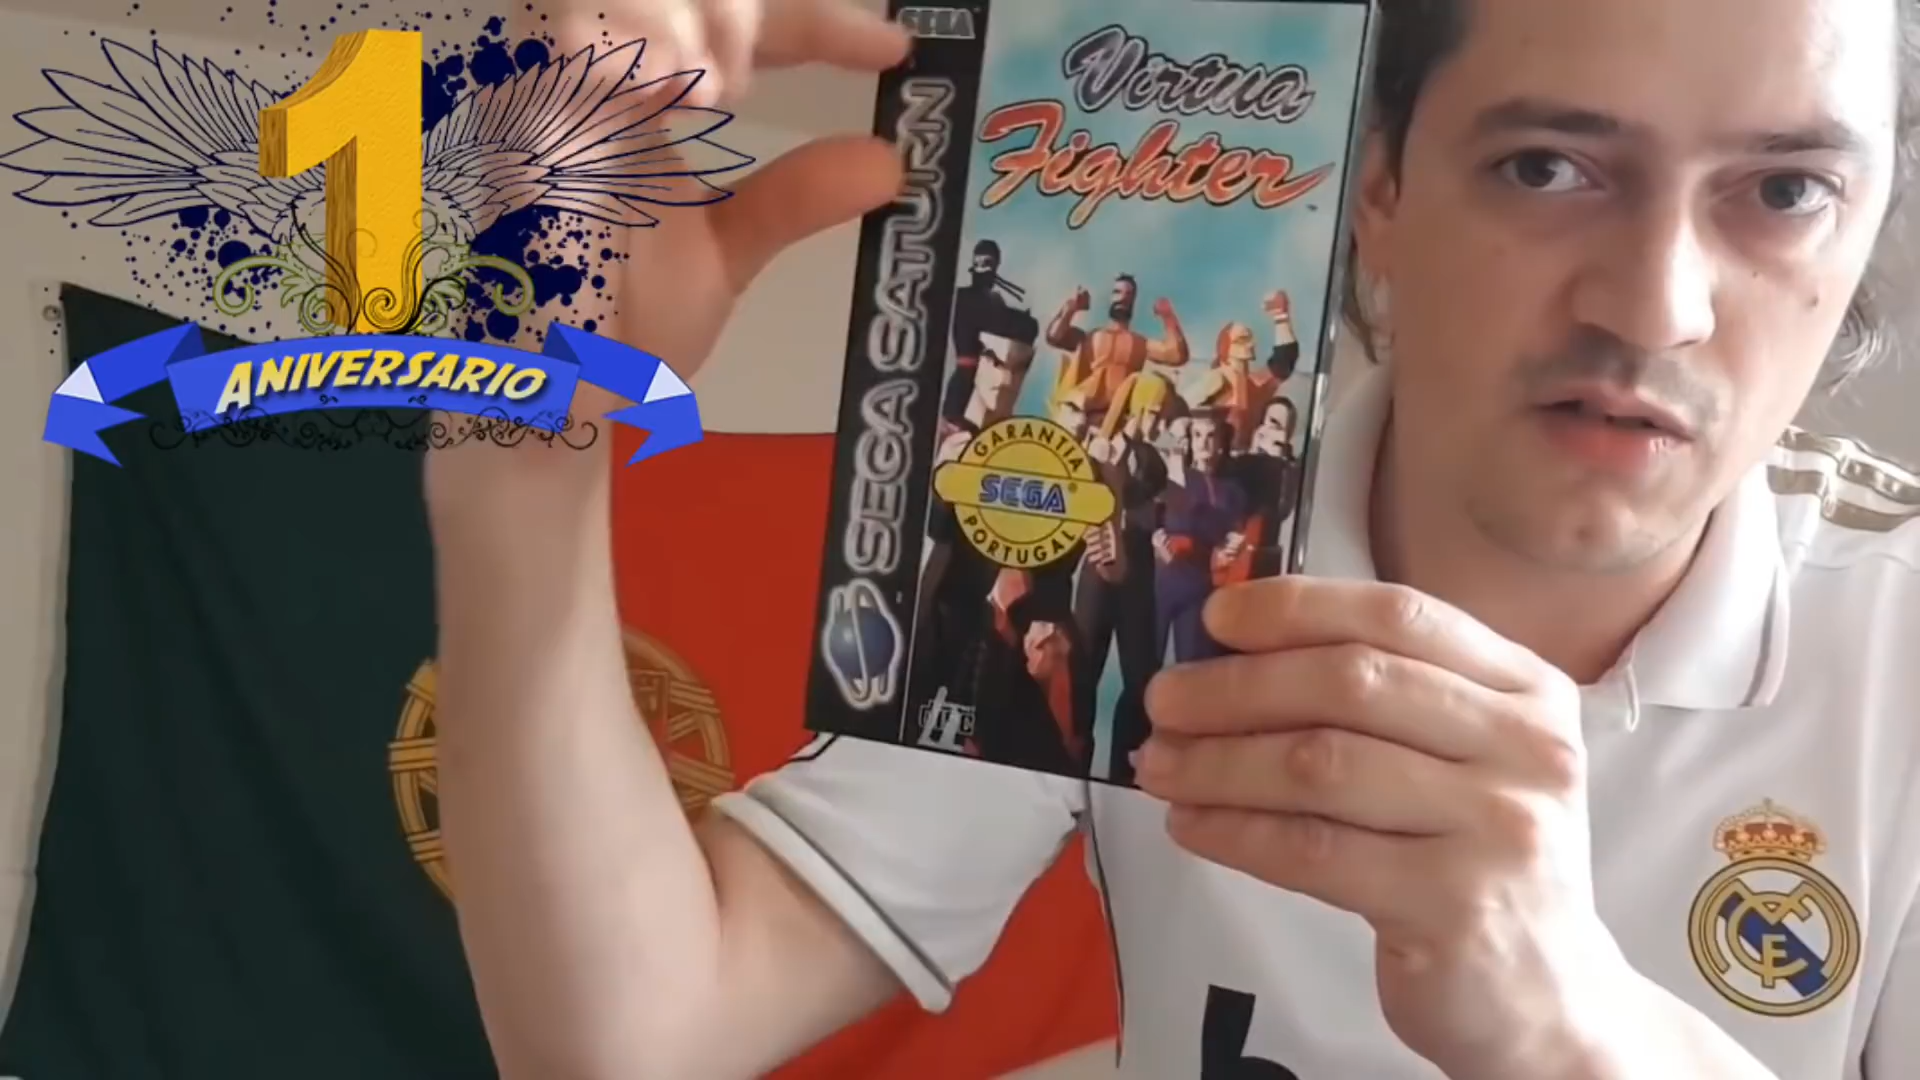 1
ANIVERSARIO
SEGA
SEGA SATURN
Virtua
Fighter
GARANTIA
SEGA
PORTUGAL
b